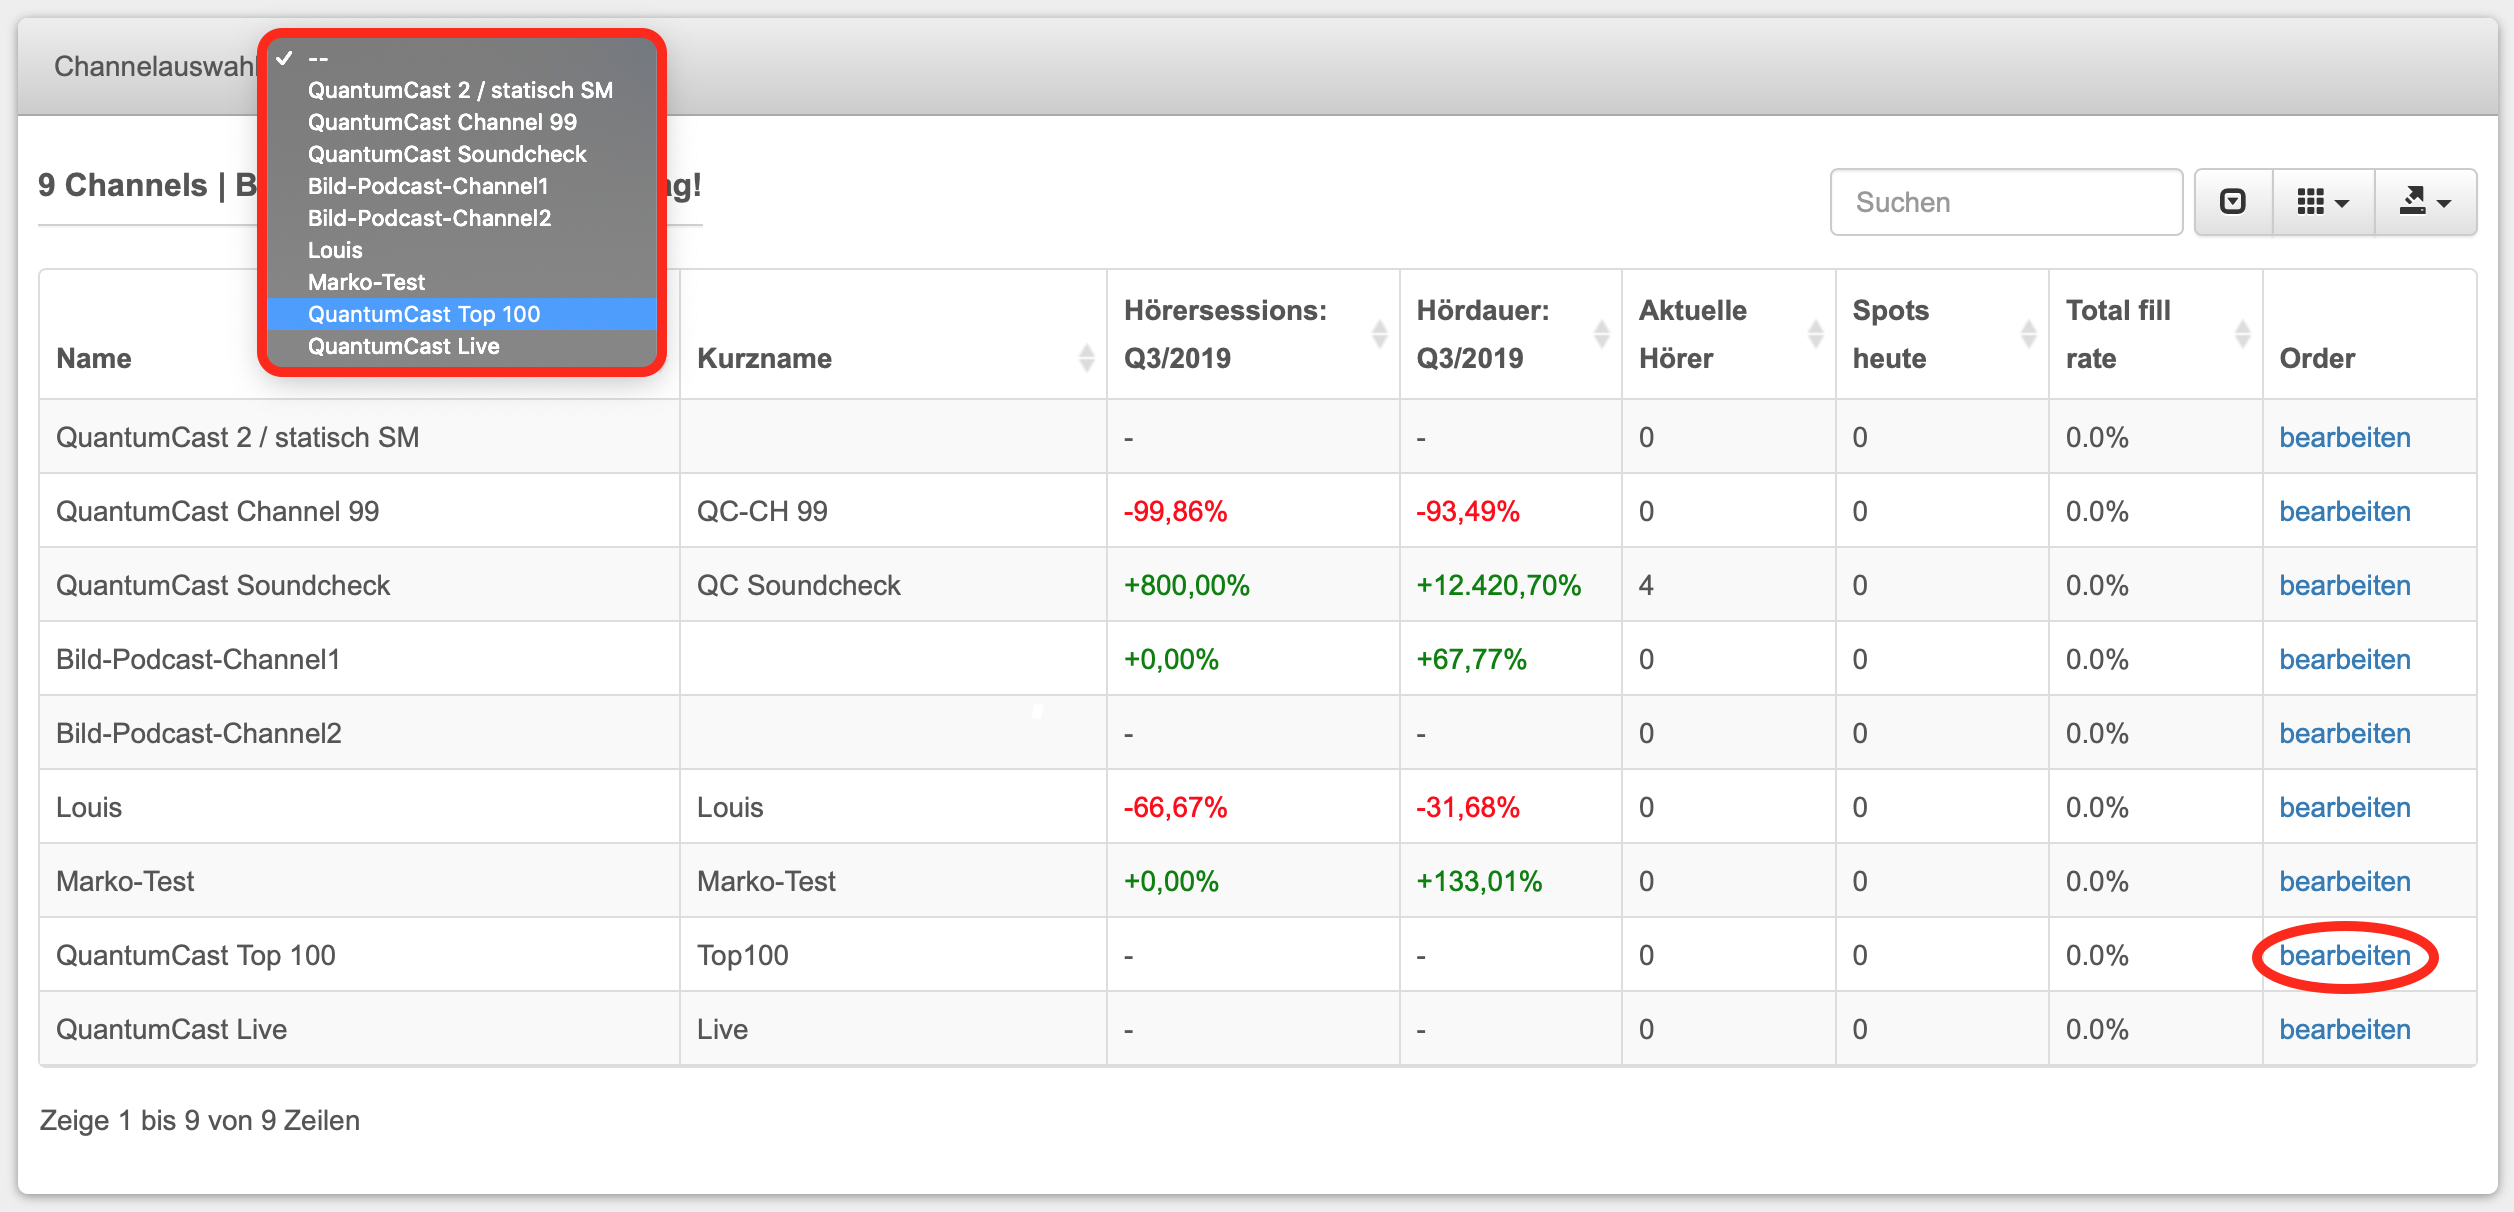 Channelauswahl
✓ --
QuantumCast 2 / statisch SM
QuantumCast Channel 99
QuantumCast Soundcheck
Bild-Podcast-Channel1
Bild-Podcast-Channel2
Louis
Marko-Test
QuantumCast Top 100
QuantumCast Live
9 Channels |
Suchen
Name Kurzname Hörersessions: Q3/2019 Hördauer: Q3/2019 Aktuelle Hörer Spots heute Total fill rate Order
QuantumCast 2 / statisch SM - - 0 0 0.0% bearbeiten
QuantumCast Channel 99 QC-CH 99 -99,86% -93,49% 0 0 0.0% bearbeiten
QuantumCast Soundcheck QC Soundcheck +800,00% +12.420,70% 4 0 0.0% bearbeiten
Bild-Podcast-Channel1 +0,00% +67,77% 0 0 0.0% bearbeiten
Bild-Podcast-Channel2 - - 0 0 0.0% bearbeiten
Louis Louis -66,67% -31,68% 0 0 0.0% bearbeiten
Marko-Test Marko-Test +0,00% +133,01% 0 0 0.0% bearbeiten
QuantumCast Top 100 Top100 - - 0 0 0.0% bearbeiten
QuantumCast Live Live - - 0 0 0.0% bearbeiten
Zeige 1 bis 9 von 9 Zeilen